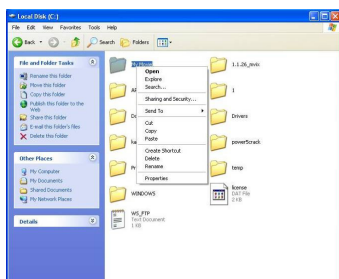 Local Disk (C:)
File Edit View Favorites Tools Help
Back Search Folders
File and Folder Tasks
Rename this folder
Move this folder
Copy this folder
Publish this folder to the
Web
Share this folder
E-mail this folder's files
Delete this folder
Other Places
My Computer
My Documents
Shared Documents
My Network Places
Details
1.1.26_mvix
Open
Explore
Search...
Sharing and Security...
Send To
Cut
Copy
Paste
Create Shortcut
Delete
Rename
Properties
1
Drivers
temp
WINDOWS
license
DAT File
2 KB
WS_FTP
Text Document
1 KB